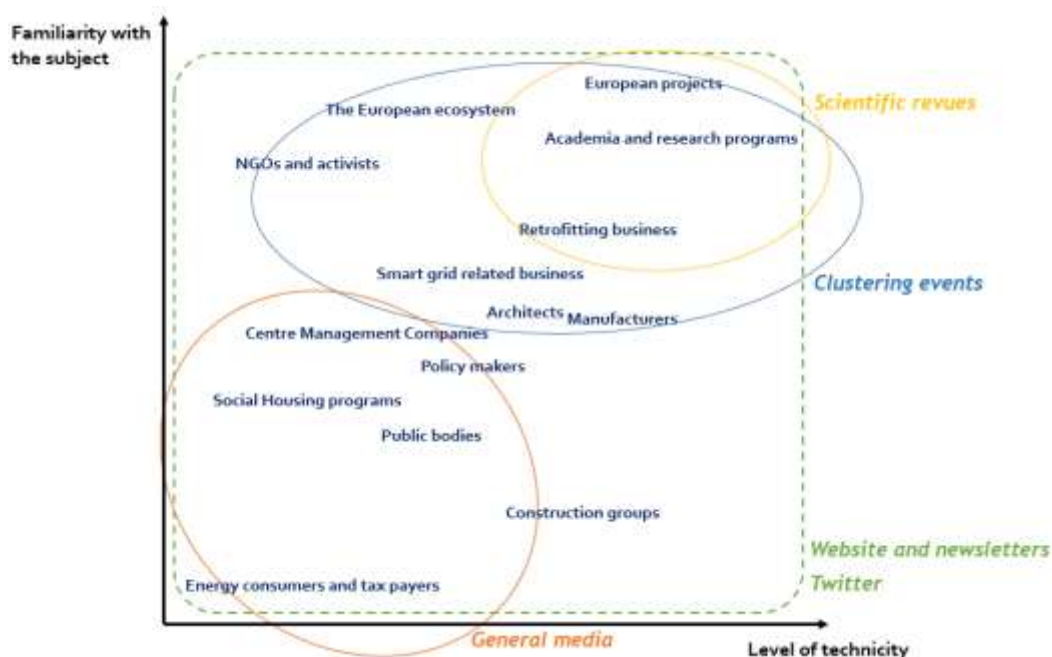 Familiarity with
the subject
European projects
Scientific revues
The European ecosystem
Academia and research programs
NGOs and activists
Retrofitting business
Smart grid related business
Clustering events
Architects
Manufacturers
Centre Management Companies
Policy makers
Social Housing programs
Public bodies
Construction groups
Website and newsletters
Twitter
Energy consumers and tax payers
General media
Level of technicity